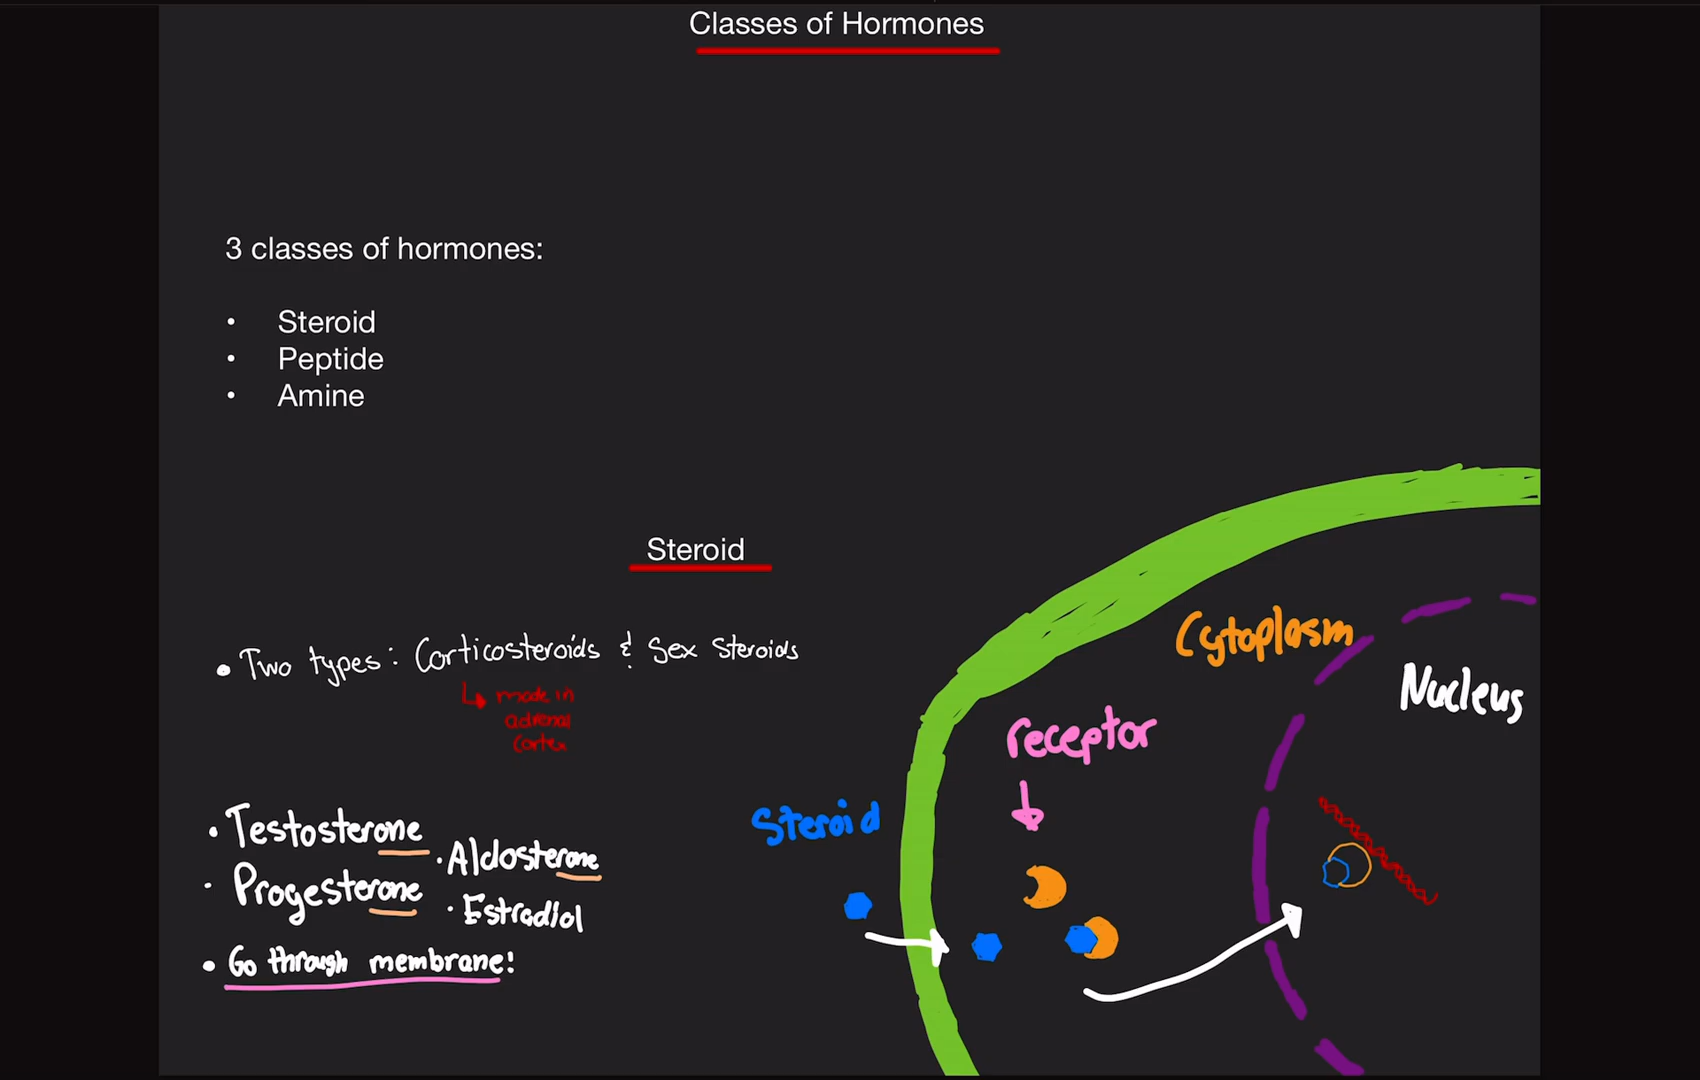 Classes of Hormones
3 classes of hormones:
• Steroid
• Peptide
• Amine
Steroid
• Two types: Corticosteroids & Sex Steroids
↳ made in
adrenal
cortex
• Testosterone
• Aldosterone
• Progesterone
• Estradiol
• Go through membrane!
Cytoplasm
Nucleus
receptor
Steroid